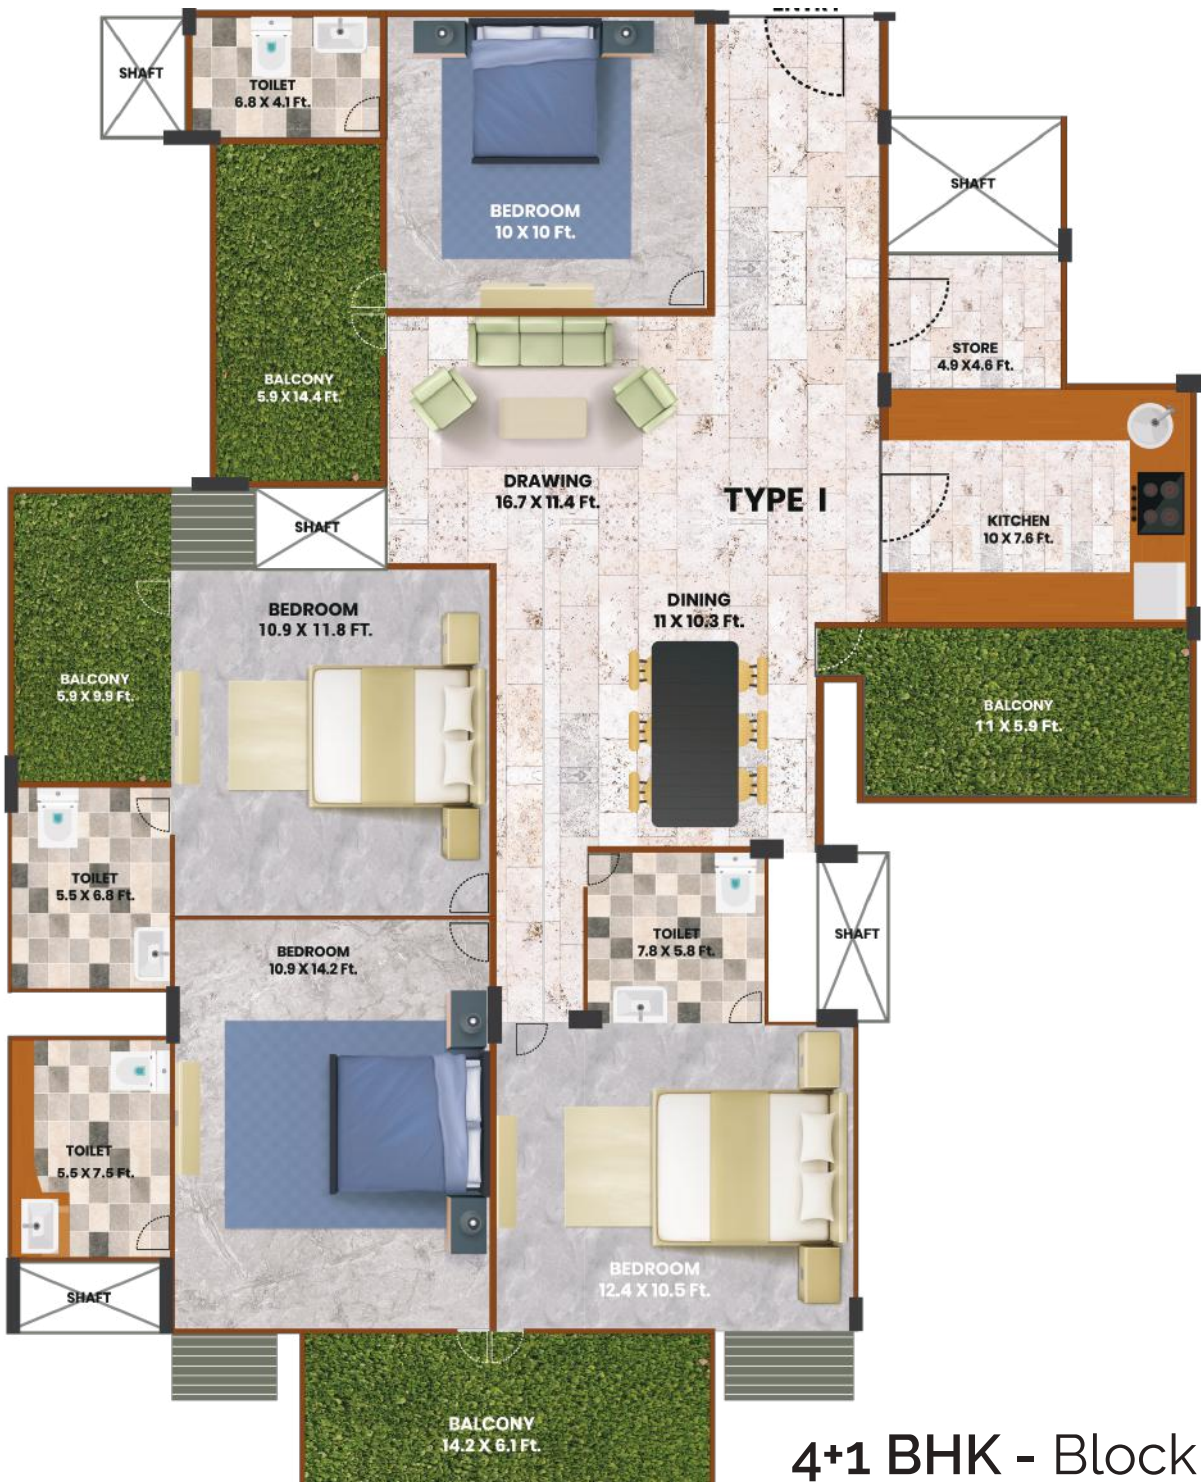 ENTRY
SHAFT
TOILET
6.8 X 4.1 Ft.
BEDROOM
10 X 10 Ft.
SHAFT
STORE
4.9 X4.6 Ft.
BALCONY
5.9 X 14.4 Ft.
DRAWING
16.7 X 11.4 Ft.
TYPE I
KITCHEN
10 X 7.6 Ft.
SHAFT
BEDROOM
10.9 X 11.8 FT.
DINING
11 X 10.3 Ft.
BALCONY
5.9 X 9.9 Ft.
BALCONY
11 X 5.9 Ft.
TOILET
5.5 X 6.8 Ft.
BEDROOM
10.9 X 14.2 Ft.
TOILET
7.8 X 5.8 Ft.
SHAFT
TOILET
5.5 X 7.5 Ft.
BEDROOM
12.4 X 10.5 Ft.
SHAFT
BALCONY
14.2 X 6.1 Ft.
4+1 BHK - Block